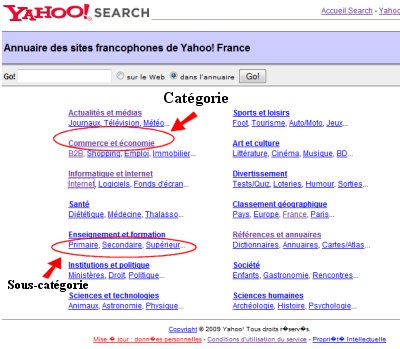 YAHOO! SEARCH
Accueil Search - Ya
Annuaire des sites francophones de Yahoo! France
Go! sur le Web dans l'annuaire Go!
Catégorie
Actualités et médias
Journaux, Télévision, Météo...
Commerce et économie
B2B, Shopping, Emploi, Immobilier...
Informatique et Internet
Internet, Logiciels, Fonds d'écran...
Santé
Diététique, Médecine, Thalasso...
Enseignement et formation
Primaire, Secondaire, Supérieur...
Institutions et politique
Ministères, Droit, Politique...
Sciences et technologies
Animaux, Astronomie, Physique...
Sports et loisirs
Foot, Tourisme, Auto/Moto, Jeux...
Art et culture
Littérature, Cinéma, Musique, BD...
Divertissement
Tests/Quiz, Loteries, Humour, Sorties...
Classement géographique
Pays, Europe, France, Paris...
Références et annuaires
Dictionnaires, Annuaires, Cartes/Atlas...
Société
Enfants, Gastronomie, Rencontres...
Sciences humaines
Archéologie, Histoire, Psychologie...
Sous-catégorie
Copyright © 2009 Yahoo! Tous droits r�serv�s.
Mise � jour : donn�es personnelles - Conditions d'utilisation du service - Propri�t� Intellectuelle